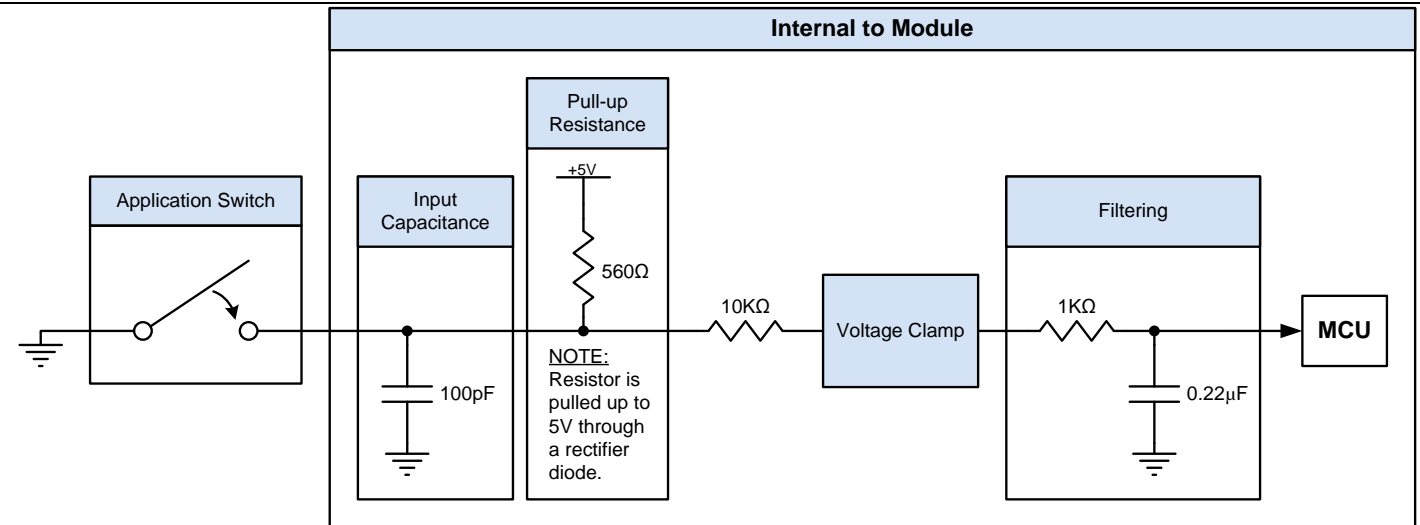 Internal to Module
Pull-up
Resistance
+5V
560Ω
Application Switch
Input
Capacitance
100pF
NOTE:
Resistor is
pulled up to
5V through
a rectifier
diode.
10KΩ
Voltage Clamp
Filtering
1KΩ
0.22μF
MCU